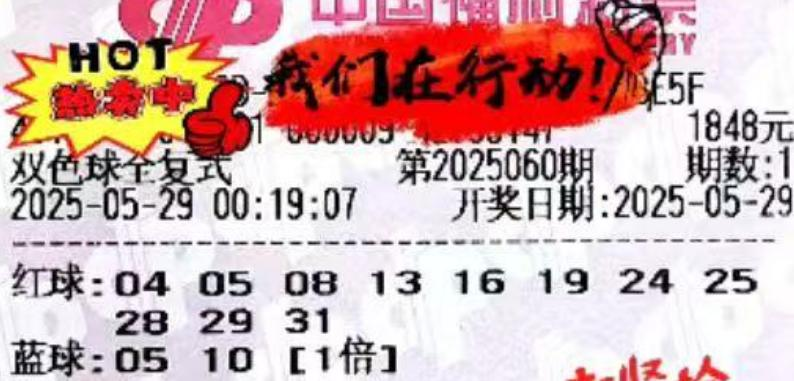 中国福利彩票
HOT
热卖中
我们在行动!
E5F
1848元
双色球全复式 第2025060期 期数:1
2025-05-29 00:19:07 开奖日期:2025-05-29
红球:04 05 08 13 16 19 24 25
28 29 31
蓝球:05 10 [1倍]